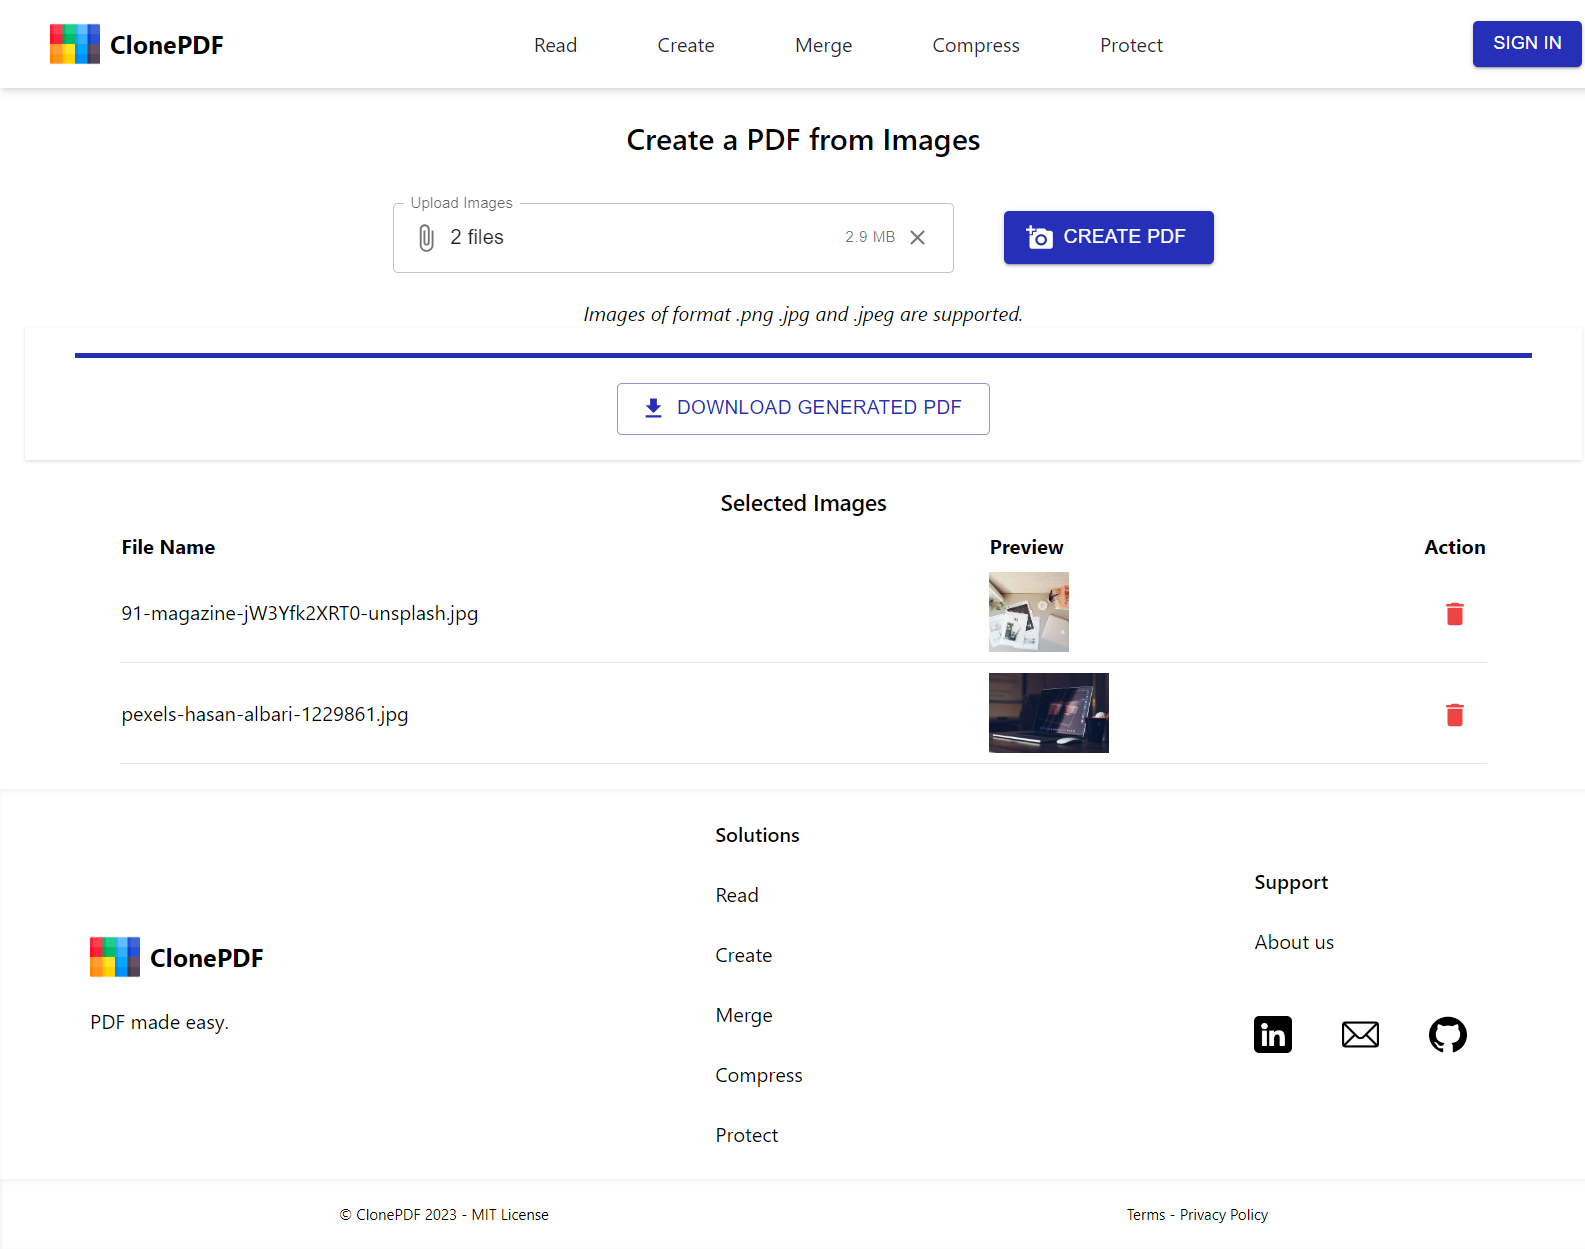 ClonePDF
Read Create Merge Compress Protect
SIGN IN
Create a PDF from Images
Upload Images
2 files 2.9 MB
CREATE PDF
Images of format .png .jpg and .jpeg are supported.
DOWNLOAD GENERATED PDF
Selected Images
File Name Preview Action
91-magazine-jW3Yfk2XRT0-unsplash.jpg
pexels-hasan-albari-1229861.jpg
ClonePDF
PDF made easy.
Solutions
Read
Create
Merge
Compress
Protect
Support
About us
in
© ClonePDF 2023 - MIT License
Terms - Privacy Policy